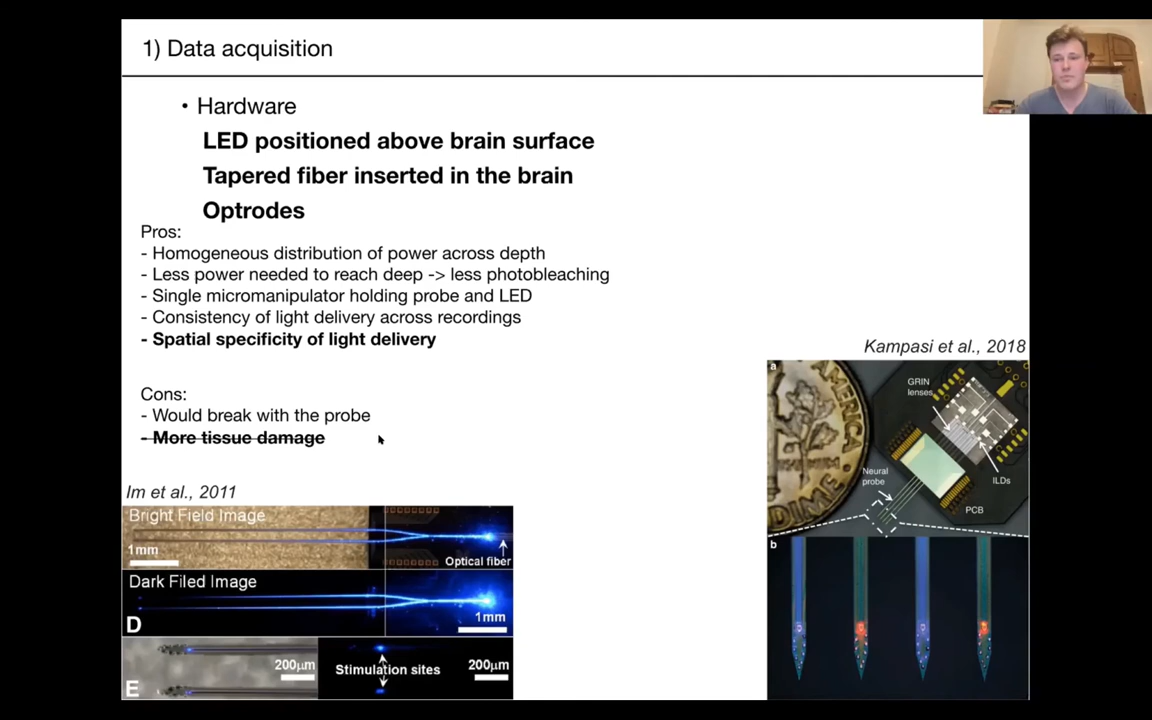 1) Data acquisition
• Hardware
LED positioned above brain surface
Tapered fiber inserted in the brain
Optrodes
Pros:
- Homogeneous distribution of power across depth
- Less power needed to reach deep -> less photobleaching
- Single micromanipulator holding probe and LED
- Consistency of light delivery across recordings
- Spatial specificity of light delivery
Cons:
- Would break with the probe
- More tissue damage
Im et al., 2011
Bright Field Image
1mm
Optical fiber
Dark Filed Image
D
1mm
E
200μm
Stimulation sites
200μm
Kampasi et al., 2018
a
AMERICA
DIME
GRIN
lenses
Neural
probe
ILDs
PCB
b